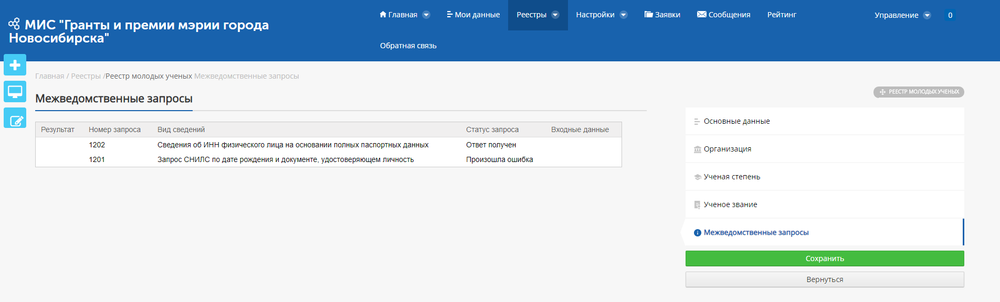 МИС "Гранты и премии мэрии города
Новосибирска"
Главная
Мои данные
Реестры
Настройки
Заявки
Сообщения
Рейтинг
Управление
0
Обратная связь
Главная / Реестры /Реестр молодых ученых Межведомственные запросы
Межведомственные запросы
РЕЕСТР МОЛОДЫХ УЧЕНЫХ
Результат Номер запроса Вид сведений Статус запроса Входные данные
1202 Сведения об ИНН физического лица на основании полных паспортных данных Ответ получен
1201 Запрос СНИЛС по дате рождения и документе, удостоверяющем личность Произошла ошибка
Основные данные
Организация
Ученая степень
Ученое звание
Межведомственные запросы
Сохранить
Вернуться